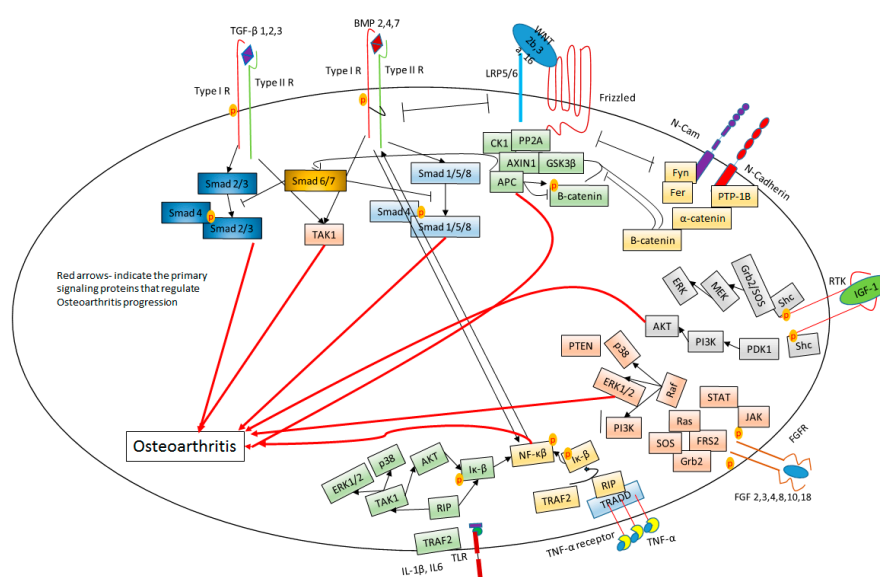 TGF-β 1,2,3
BMP 2,4,7
WNT
2b,3
a, 16
Type I R
Type II R
Type I R
Type II R
LRP5/6
Frizzled
p
p
N-Cam
CK1
PP2A
AXIN1
GSK3β
APC
p
B-catenin
Fyn
Fer
N-Cadherin
PTP-1B
α-catenin
B-catenin
Smad 2/3
Smad 6/7
Smad 1/5/8
Smad 4
p
Smad 2/3
TAK1
Smad 4
p
Smad 1/5/8
Red arrows- indicate the primary
signaling proteins that regulate
Osteoarthritis progression
ERK
MEK
Grb2/SOS
Shc
p
RTK
IGF-1
AKT
PI3K
PDK1
p
Shc
PTEN
p38
ERK1/2
Raf
PI3K
STAT
JAK
Ras
p
SOS
FRS2
Grb2
p
FGFR
FGF 2,3,4,8,10,18
Osteoarthritis
ERK1/2
p38
AKT
TAK1
RIP
Iκ-β
p
NF-κβ
p
p
Iκ-β
TRAF2
RIP
TRADD
TRAF2
TLR
IL-1β, IL6
TNF-α receptor
TNF-α